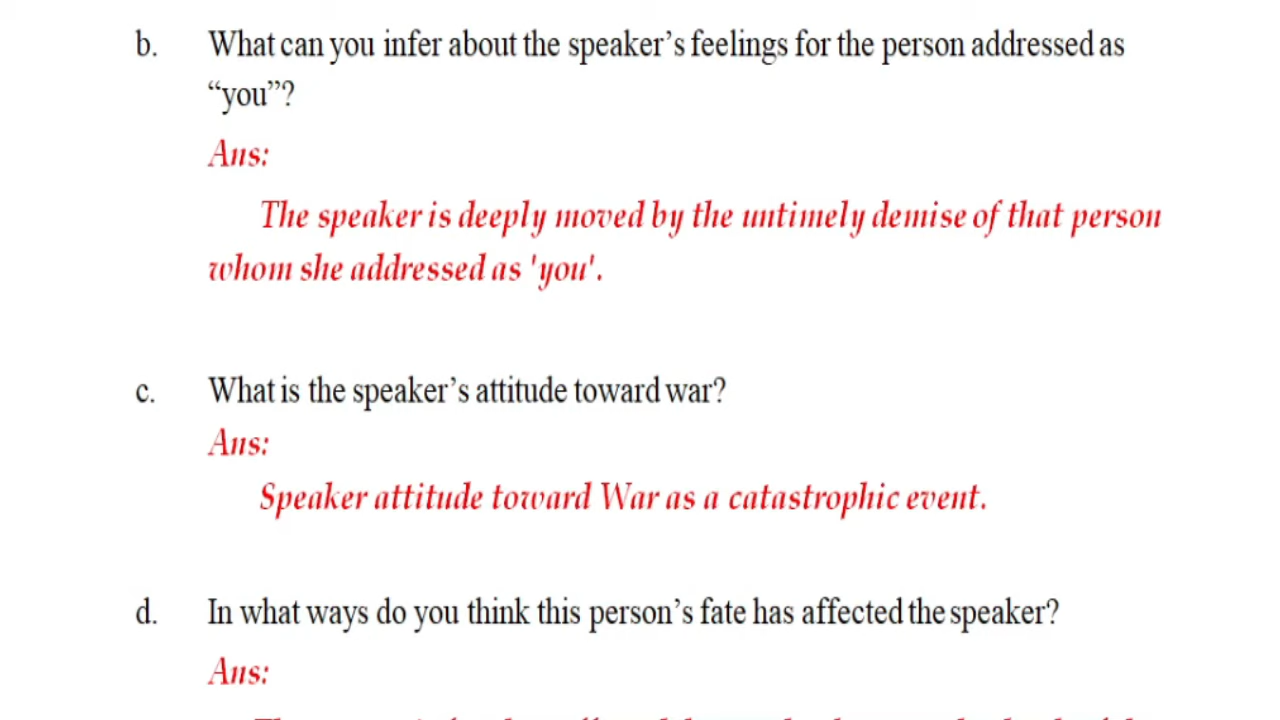 b. What can you infer about the speaker’s feelings for the person addressed as
“you”?
Ans:
The speaker is deeply moved by the untimely demise of that person
whom she addressed as 'you'.
c. What is the speaker’s attitude toward war?
Ans:
Speaker attitude toward War as a catastrophic event.
d. In what ways do you think this person’s fate has affected the speaker?
Ans: